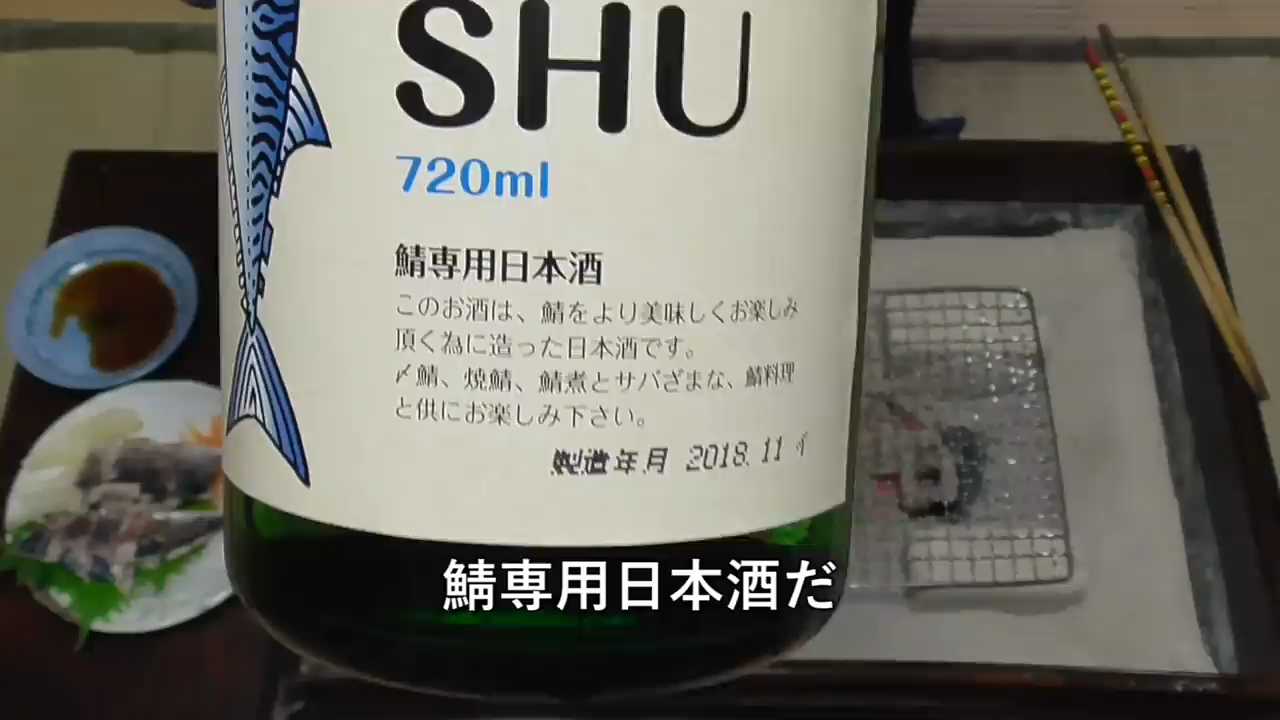 SHU
720ml
鯖専用日本酒
このお酒は、鯖をより美味しくお楽しみ
頂く為に造った日本酒です。
〆鯖、焼鯖、鯖煮とサバざまな、鯖料理
と供にお楽しみ下さい。
製造年月 2018.11
鯖専用日本酒だ